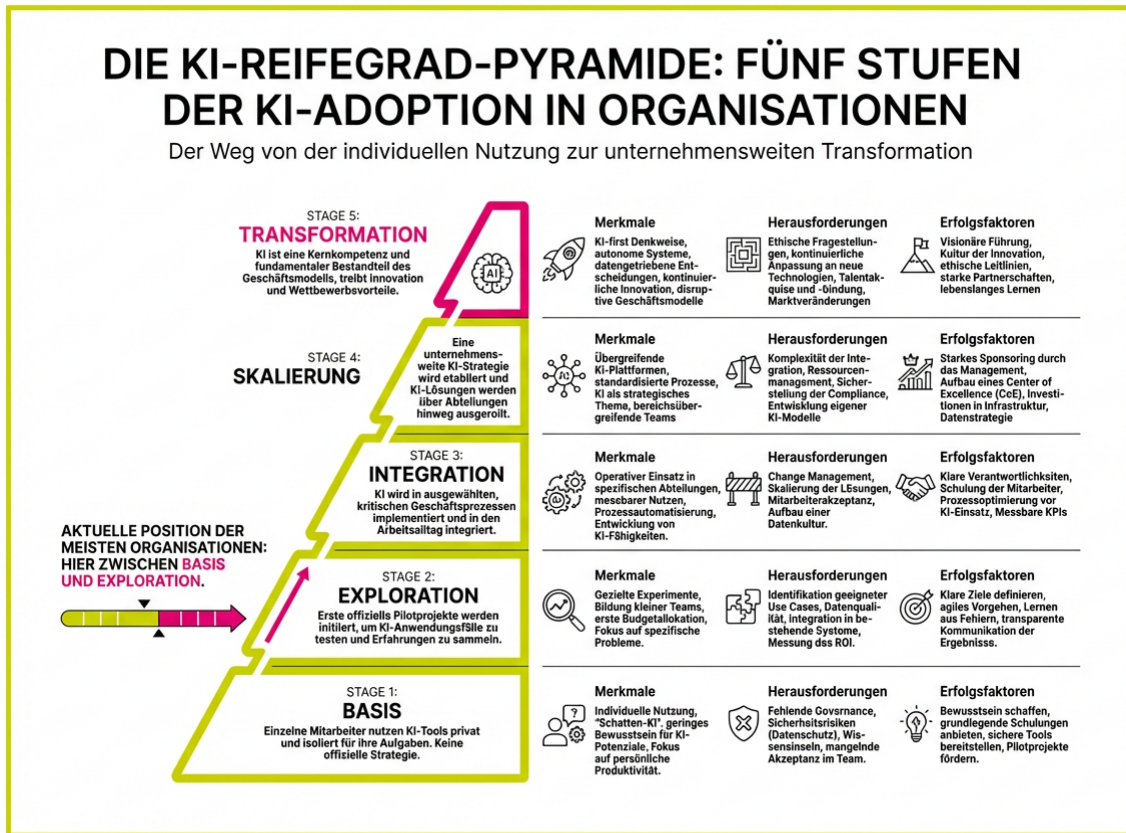 DIE KI-REIFEGRAD-PYRAMIDE: FÜNF STUFEN
DER KI-ADOPTION IN ORGANISATIONEN
Der Weg von der individuellen Nutzung zur unternehmensweiten Transformation
STAGE 5:
TRANSFORMATION
KI ist eine Kernkompetenz und
fundamentaler Bestandteil des
Geschäftsmodells, treibt Innovation
und Wettbewerbsvorteile.
AI
Merkmale
KI-first Denkweise,
autonome Systeme,
datengetriebene Ent-
scheidungen, kontinuier-
liche Innovation, disrup-
tive Geschäftsmodelle
Herausforderungen
Ethische Fragestellun-
gen, kontinuierliche
Anpassung an neue
Technologien, Talentak-
quise und -bindung,
Marktveränderungen
Erfolgsfaktoren
Visionäre Führung,
Kultur der Innovation,
ethische Leitlinien,
starke Partnerschaften,
lebenslanges Lernen
STAGE 4:
SKALIERUNG
Eine
unternehmens-
weite KI-Strategie
wird etabliert und
KI-Lösungen werden
über Abteilungen
hinweg ausgeroilt.
Merkmale
Übergreifende
KI-Plattformen,
standardisierte Prozesse,
KI als strategisches
Thema, bereichsüber-
greifende Teams
Herausforderungen
Komplexität der Inte-
gration, Ressourcen-
management, Sicher-
stellung der Compliance,
Entwisklung eigener
KI-Modelle
Erfolgsfaktoren
Starkes Sponsoring durch
das Management,
Aufbau eines Center of
Excellence (CcE), Investi-
tionen in Infrastruktur,
Datenstrategie
STAGE 3:
INTEGRATION
KI wird in ausgewählten,
kritischen Geschäftsprozessen
implementiert und in den
Arbeitsailtag integriert.
Merkmale
Operativer Einsatz in
spezifischen Abteilungen,
messbarer Nutzen,
Prozessautomatisierung,
Entwickiung von
KI-Fßhigkeiten.
Herausforderungen
Change Management,
Skalierung der Lßsungen,
Mitarbeiterakzeptanz,
Aufbau einer
Datenkultur.
Erfolgsfaktoren
Klare Verantwortlichksiten,
Schulung der Mitarbeiter,
Prozessoptimierung vor
KI-Einsatz, Messbare KPIs
AKTUELLE POSITION DER
MEISTEN ORGANISATIONEN:
HIER ZWISCHEN BASIS
UND EXPLORATION.
STAGE 2:
EXPLORATION
Erste offiziells Pilotprojekte werden
initilert, um KI-Anwendungsfßlle zu
testen und Erfahrungen zu sammeln.
Merkmale
Gezielte Experimente,
Bildung kleiner Teams,
erste Budgetallokation,
Fokus auf spezifische
Probleme.
Herausforderungen
Identifikation geeigneter
Use Cases, Datenquali-
tät, Integration in be-
stehende Systome,
Messung dss ROI.
Erfolgsfaktoren
Klare Ziele definieren,
agiles Vorgehen, Lernen
aus Fehiern, transparente
Kommunikation der
Ergebnisss.
STAGE 1:
BASIS
Einzelne Mitarbeiter nutzen KI-Tools privat
und isoliert für ihre Aufgaben. Keine
offizielle Strategie.
?
Merkmale
Individuelle Nutzung,
"Schatten-KI", geringes
Bewusstsein für KI-
Potenziale, Fokus
auf persönliche
Produktivität.
Herausforderungen
Fehlende Govsrnance,
Sicherhsitsrisiken
(Datenschutz), Wis-
sensinseln, mangelnde
Akzeptanz im Team.
Erfolgsfaktoren
Bewusstsein schaffen,
grundlegende Schulungen
anbieten, sichere Tools
bereitstellen, Pilotprojekte
fördern.